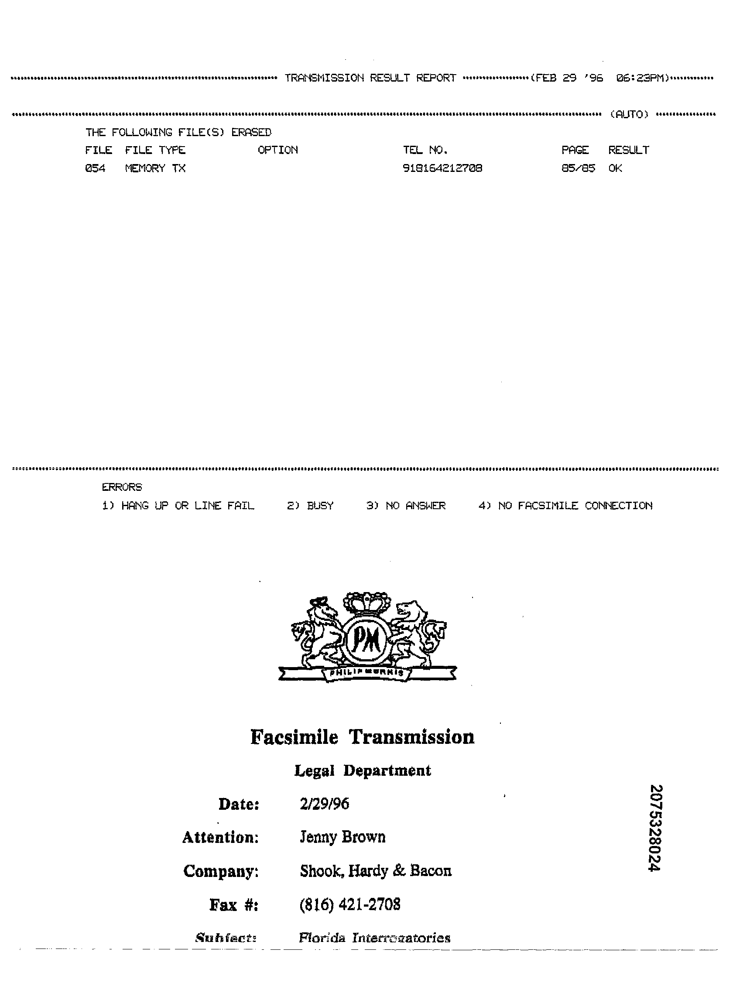 TRANSMISSION RESULT REPORT (FEB 29 '96 06:23PM)
(AUTO)
THE FOLLOWING FILE(S) ERASED
FILE FILE TYPE OPTION TEL NO. PAGE RESULT
054 MEMORY TX 918164212708 85/85 OK
ERRORS
1) HANG UP OR LINE FAIL 2) BUSY 3) NO ANSWER 4) NO FACSIMILE CONNECTION
PM
PHILIP MORRIS
Facsimile Transmission
Legal Department
Date: 2/29/96
Attention: Jenny Brown
Company: Shook, Hardy & Bacon
Fax #: (816) 421-2708
Subject: Florida Interrogatories
2075328024